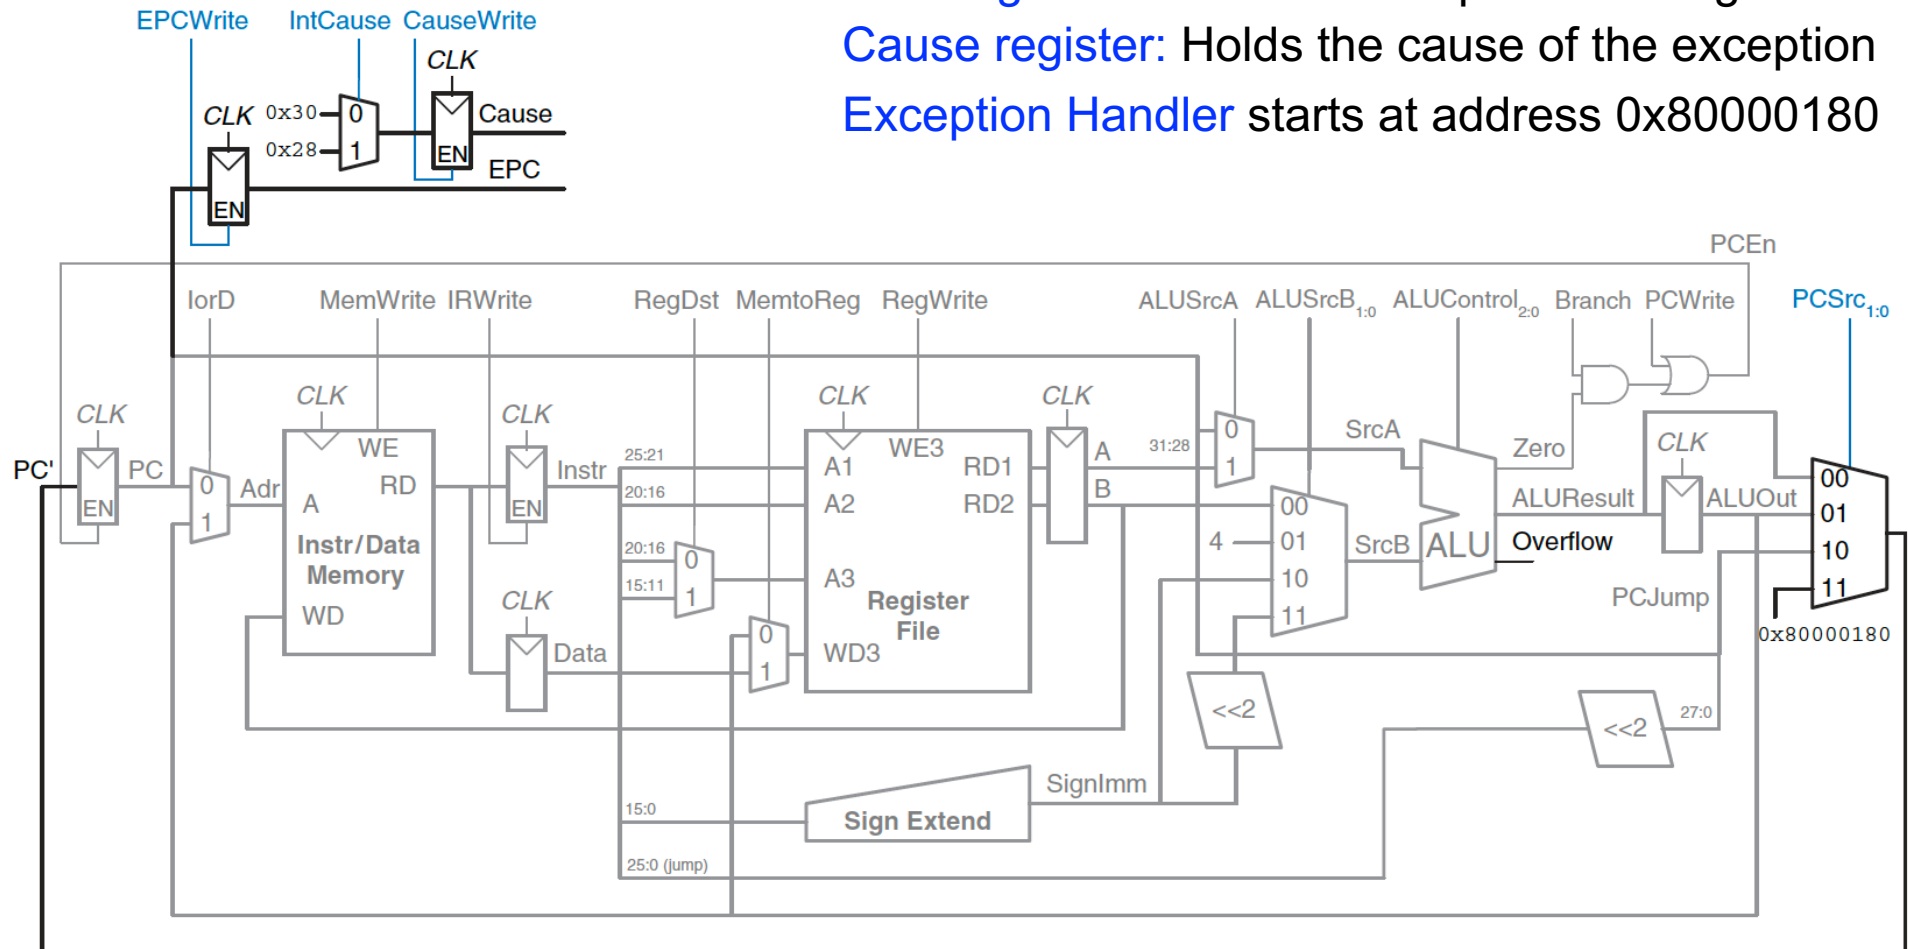 EPCWrite IntCause CauseWrite
Cause register: Holds the cause of the exception
Exception Handler starts at address 0x80000180
CLK
CLK 0x30 0 Cause
0x28 1 EN EPC
EN
PCEn
IorD MemWrite IRWrite RegDst MemtoReg RegWrite ALUSrcA ALUSrcB1:0 ALUControl2:0 Branch PCWrite PCSrc1:0
CLK CLK CLK CLK CLK
CLK
PC' PC EN
0 1 Adr
WE A RD WD
Instr/Data
Memory
EN Instr
CLK
Data
25:21
20:16
20:16 0
15:11 1
0
1
WE3
A1 RD1
A2 RD2
A3
Register
File
WD3
A
B
31:28 0
1
SrcA
00
4 01
10
11
SrcB
ALU
Zero
ALUResult
Overflow
CLK
ALUOut
00
01
10
11
PCJump
0x80000180
<<2
<<2 27:0
SignImm
15:0 Sign Extend
25:0 (jump)